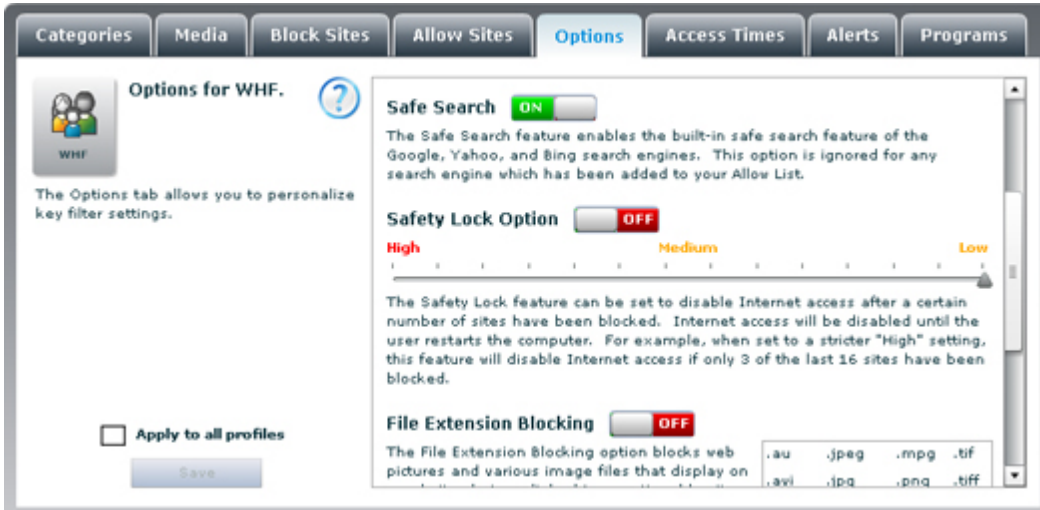 Categories
Media
Block Sites
Allow Sites
Options
Access Times
Alerts
Programs
Options for WHF.
?
WHF
The Options tab allows you to personalize
key filter settings.
Apply to all profiles
Save
Safe Search ON
The Safe Search feature enables the built-in safe search feature of the
Google, Yahoo, and Bing search engines. This option is ignored for any
search engine which has been added to your Allow List.
Safety Lock Option OFF
High Medium Low
The Safety Lock feature can be set to disable Internet access after a certain
number of sites have been blocked. Internet access will be disabled until the
user restarts the computer. For example, when set to a stricter "High" setting,
this feature will disable Internet access if only 3 of the last 16 sites have been
blocked.
File Extension Blocking OFF
The File Extension Blocking option blocks web
pictures and various image files that display on
.au .jpeg .mpg .tif
.avi .jpg .png .tiff